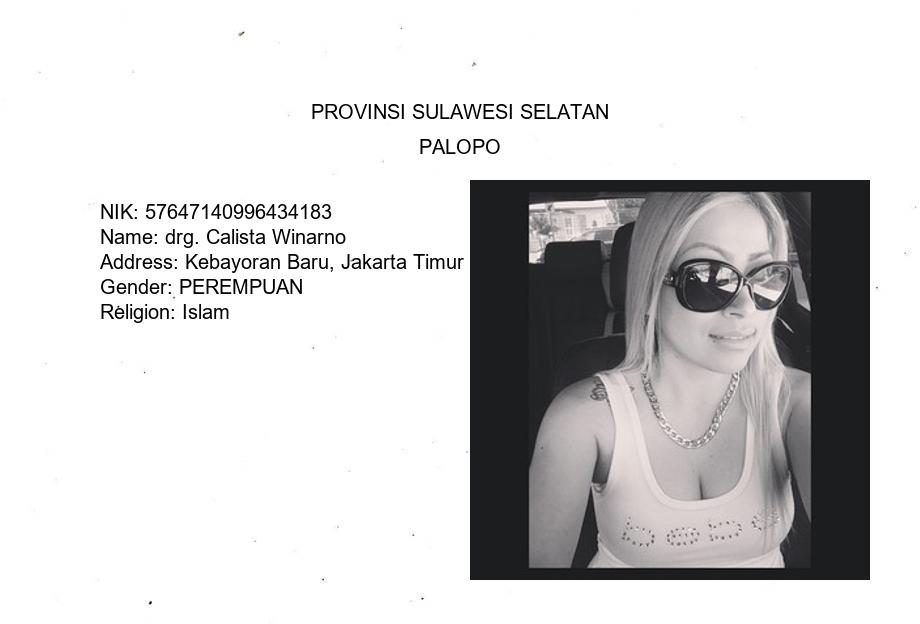 PROVINSI SULAWESI SELATAN
PALOPO
NIK: 57647140996434183
Name: drg. Calista Winarno
Address: Kebayoran Baru, Jakarta Timur
Gender: PEREMPUAN
Religion: Islam
bebe